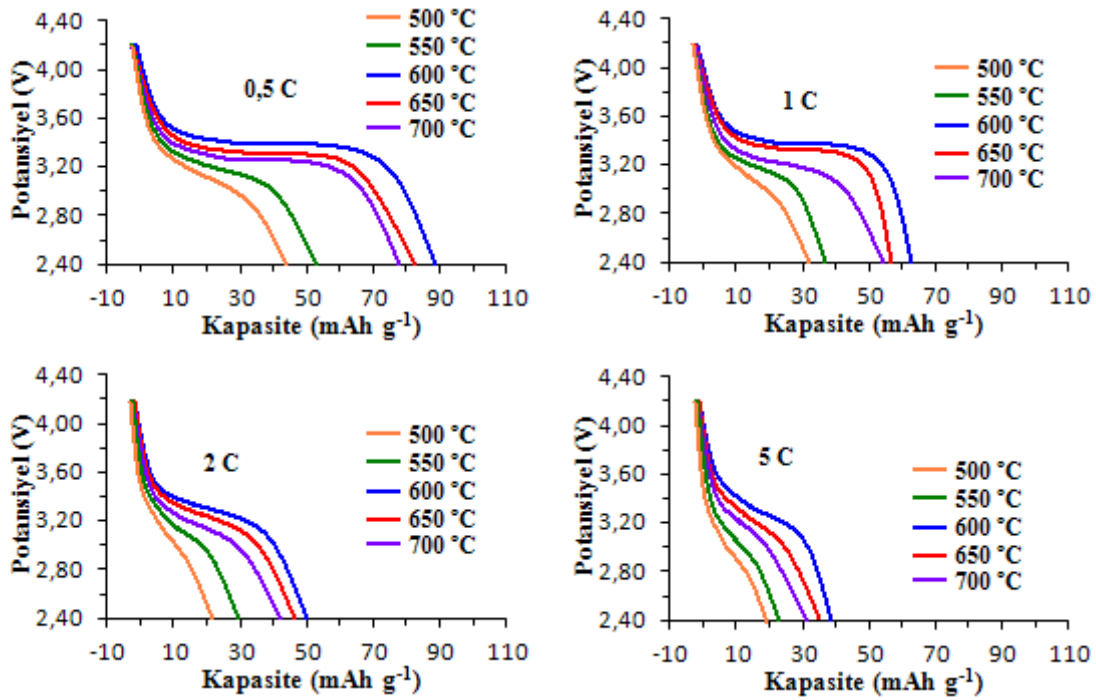 4,40
4,00
3,60
3,20
2,80
2,40
Potansiyel (V)
0,5 C
500 °C
550 °C
600 °C
650 °C
700 °C
-10 10 30 50 70 90 110
Kapasite (mAh g-1)
4,40
4,00
3,60
3,20
2,80
2,40
Potansiyel (V)
1 C
500 °C
550 °C
600 °C
650 °C
700 °C
-10 10 30 50 70 90 110
Kapasite (mAh g-1)
4,40
4,00
3,60
3,20
2,80
2,40
Potansiyel (V)
2 C
500 °C
550 °C
600 °C
650 °C
700 °C
-10 10 30 50 70 90 110
Kapasite (mAh g-1)
4,40
4,00
3,60
3,20
2,80
2,40
Potansiyel (V)
5 C
500 °C
550 °C
600 °C
650 °C
700 °C
-10 10 30 50 70 90 110
Kapasite (mAh g-1)